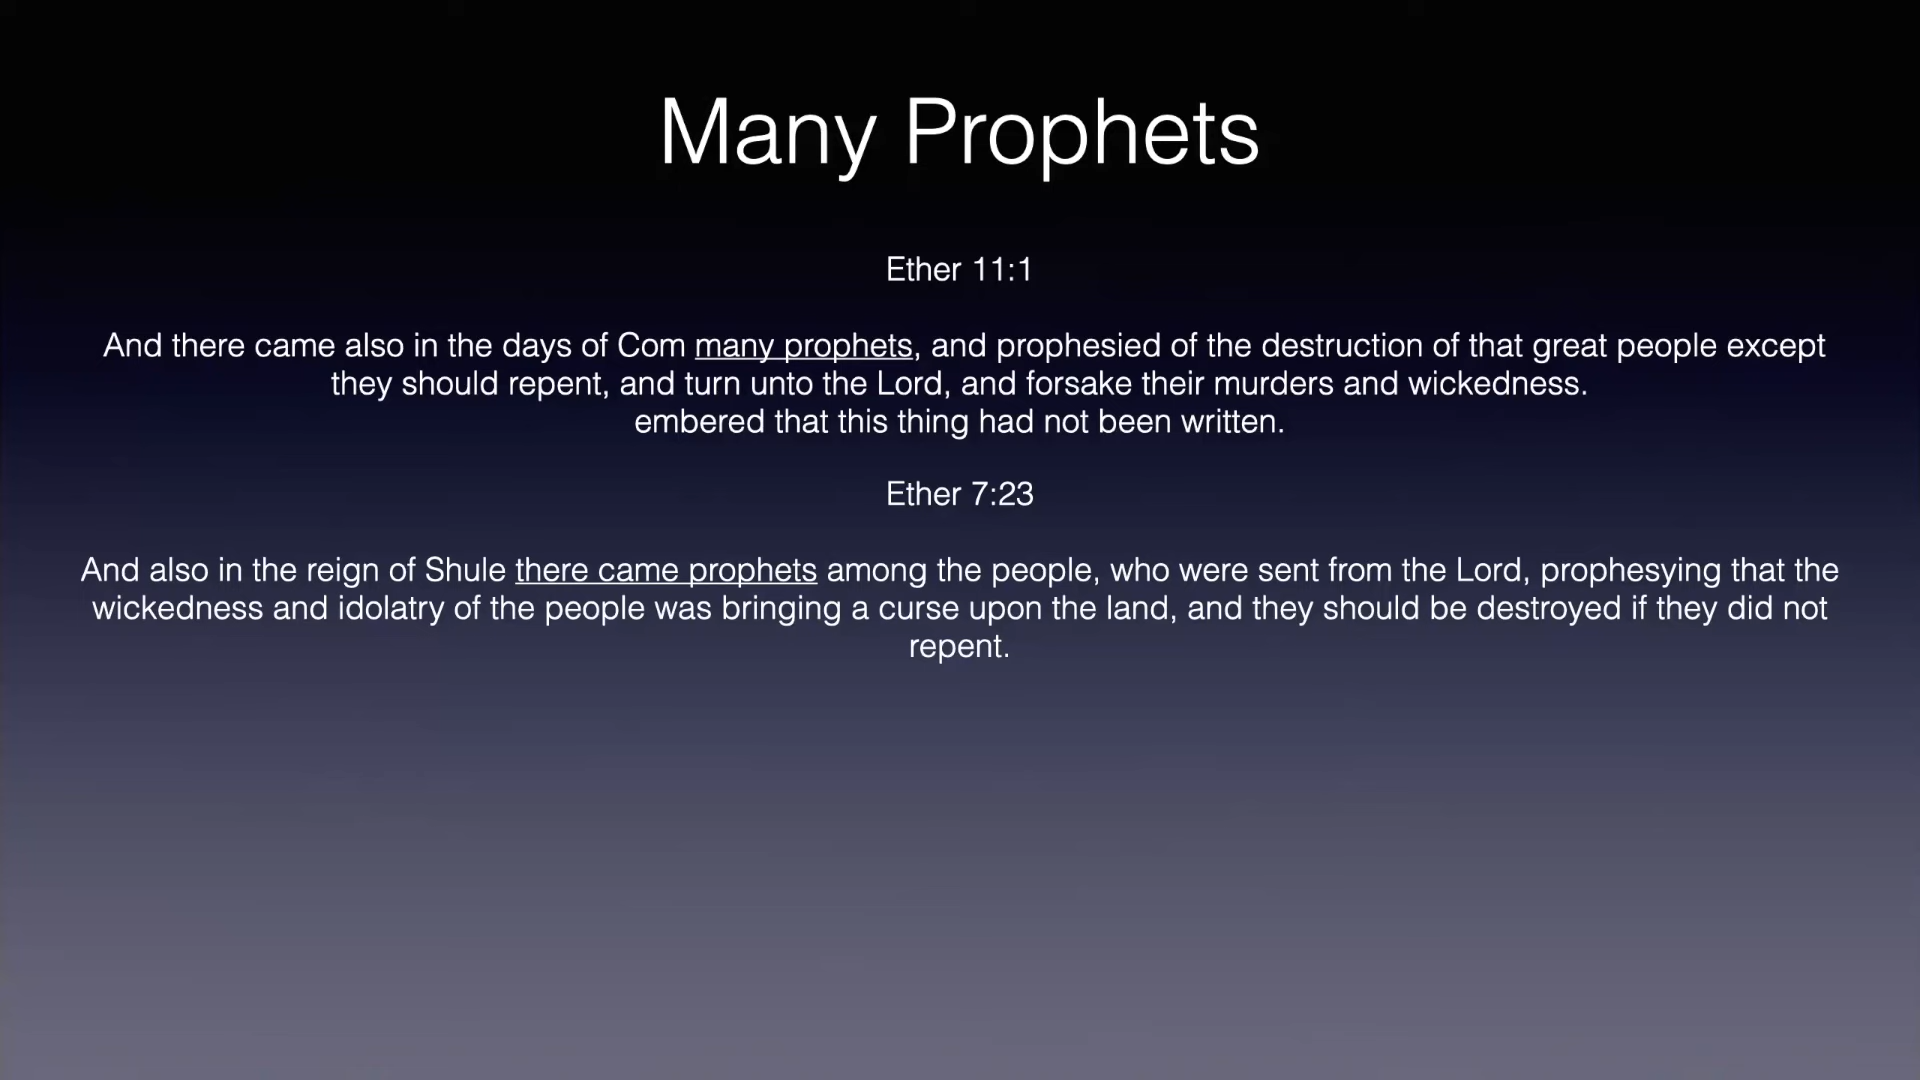 Many Prophets
Ether 11:1
And there came also in the days of Com many prophets, and prophesied of the destruction of that great people except
they should repent, and turn unto the Lord, and forsake their murders and wickedness.
embered that this thing had not been written.
Ether 7:23
And also in the reign of Shule there came prophets among the people, who were sent from the Lord, prophesying that the
wickedness and idolatry of the people was bringing a curse upon the land, and they should be destroyed if they did not
repent.